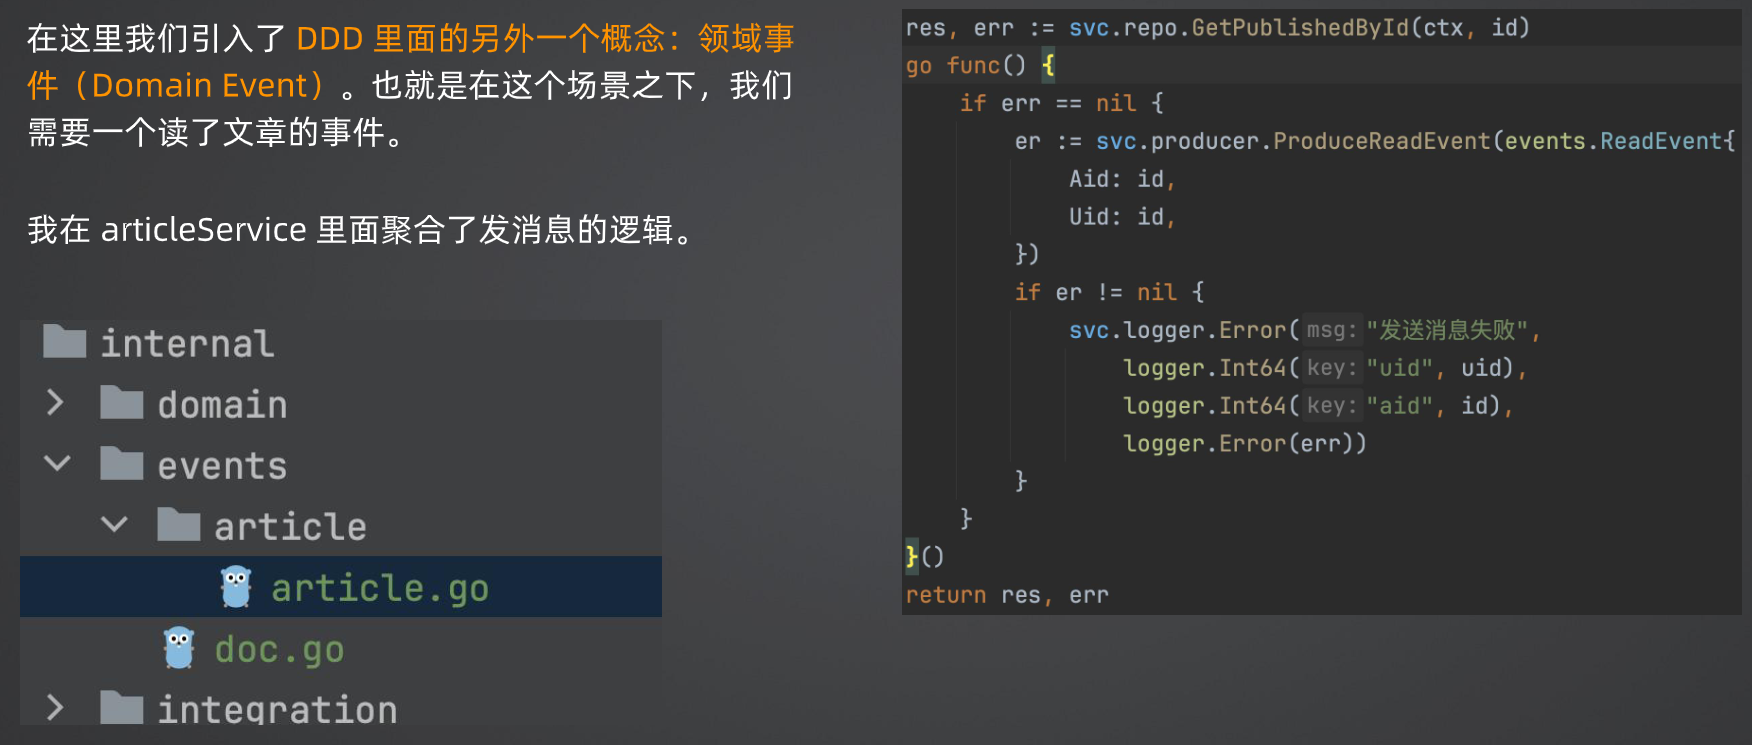 在这里我们引入了 DDD 里面的另外一个概念：领域事
件（Domain Event）。也就是在这个场景之下，我们
需要一个读了文章的事件。
我在 articleService 里面聚合了发消息的逻辑。
internal
domain
events
article
article.go
doc.go
integration
res, err := svc.repo.GetPublishedById(ctx, id)
go func() {
if err == nil {
er := svc.producer.ProduceReadEvent(events.ReadEvent{
Aid: id,
Uid: id,
})
if er != nil {
svc.logger.Error( msg: "发送消息失败",
logger.Int64( key: "uid", uid),
logger.Int64( key: "aid", id),
logger.Error(err))
}
}
}()
return res, err